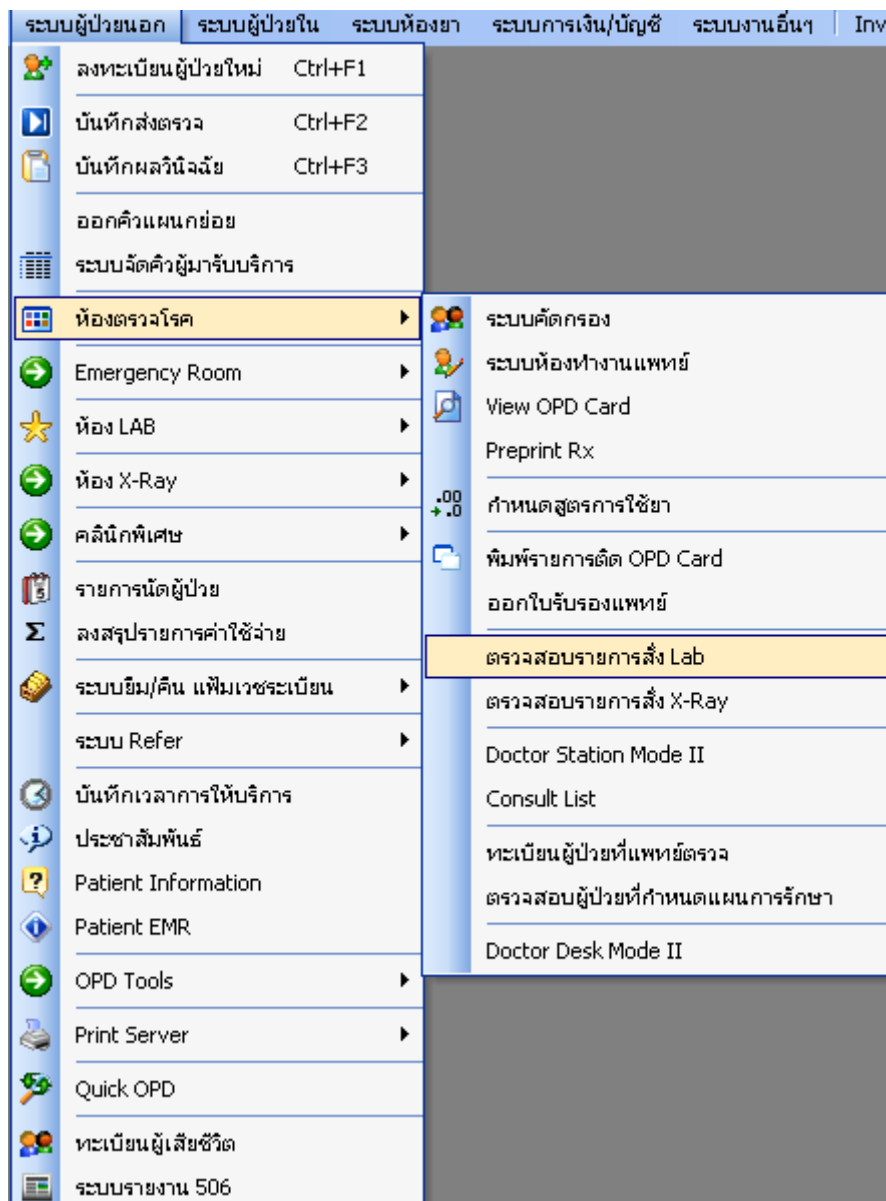 ระบบผู้ป่วยนอก ระบบผู้ป่วยใน ระบบห้องยา ระบบการเงิน/บัญชี ระบบงานอื่นๆ Inv
ลงทะเบียนผู้ป่วยใหม่ Ctrl+F1
บันทึกส่งตรวจ Ctrl+F2
บันทึกผลวินิจฉัย Ctrl+F3
ออกคิวแผนกย่อย
ระบบจัดคิวผู้มารับบริการ
ห้องตรวจโรค
Emergency Room
ห้อง LAB
ห้อง X-Ray
คลินิกพิเศษ
รายการนัดผู้ป่วย
ลงสรุปรายการค่าใช้จ่าย
ระบบยืม/คืน แฟ้มเวชระเบียน
ระบบ Refer
บันทึกเวลาการให้บริการ
ประชาสัมพันธ์
Patient Information
Patient EMR
OPD Tools
Print Server
Quick OPD
ทะเบียนผู้เสียชีวิต
ระบบรายงาน 506
ระบบคัดกรอง
ระบบห้องทำงานแพทย์
View OPD Card
Preprint Rx
กำหนดสูตรการใช้ยา
พิมพ์รายการติด OPD Card
ออกใบรับรองแพทย์
ตรวจสอบรายการสั่ง Lab
ตรวจสอบรายการสั่ง X-Ray
Doctor Station Mode II
Consult List
ทะเบียนผู้ป่วยที่แพทย์ตรวจ
ตรวจสอบผู้ป่วยที่กำหนดแผนการรักษา
Doctor Desk Mode II